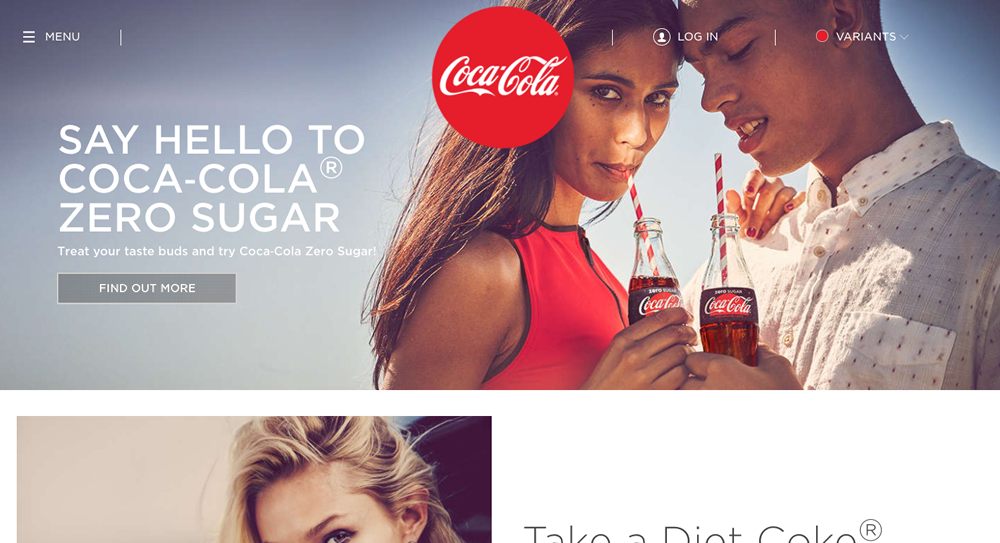 MENU
Coca-Cola
LOG IN
VARIANTS
SAY HELLO TO
COCA-COLA®
ZERO SUGAR
Treat your taste buds and try Coca-Cola Zero Sugar!
FIND OUT MORE
zero SUGAR
Coca-Cola
zero SUGAR
Coca-Cola
Take a Diet Coke®